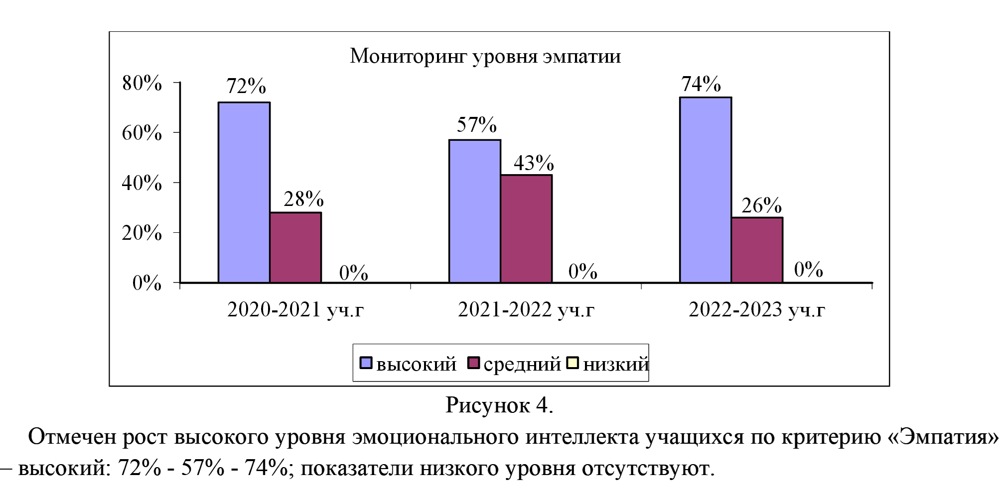 Мониторинг уровня эмпатии
80%
60%
40%
20%
0%
72%
28%
0%
57%
43%
0%
74%
26%
0%
2020-2021 уч.г
2021-2022 уч.г
2022-2023 уч.г
высокий
средний
низкий
Рисунок 4.
Отмечен рост высокого уровня эмоционального интеллекта учащихся по критерию «Эмпатия»
– высокий: 72% - 57% - 74%; показатели низкого уровня отсутствуют.